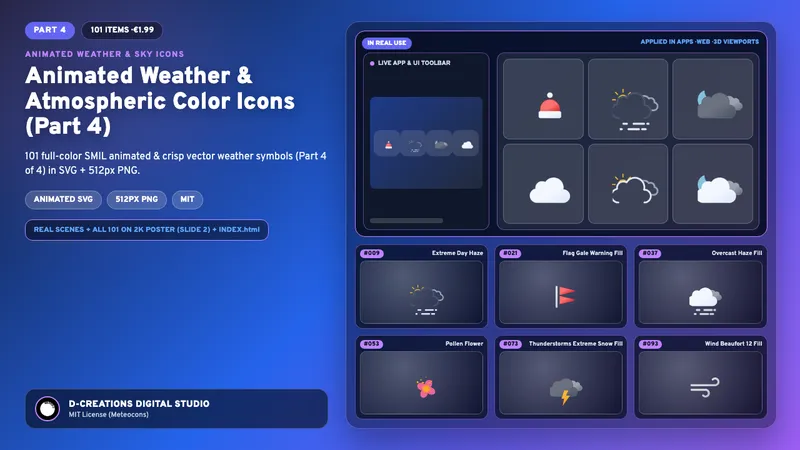 PART 4
101 ITEMS ·€1.99
ANIMATED WEATHER & SKY ICONS
Animated Weather &
Atmospheric Color Icons
(Part 4)
101 full-color SMIL animated & crisp vector weather symbols (Part 4
of 4) in SVG + 512px PNG.
ANIMATED SVG
512PX PNG
MIT
REAL SCENES + ALL 101 ON 2K POSTER (SLIDE 2) + INDEX.html
D-CREATIONS DIGITAL STUDIO
MIT License (Meteocons)
IN REAL USE
APPLIED IN APPS ·WEB ·3D VIEWPORTS
LIVE APP & UI TOOLBAR
#009
Extreme Day Haze
#021
Flag Gale Warning Fill
#037
Overcast Haze Fill
#053
Pollen Flower
#073
Thunderstorms Extreme Snow Fill
#093
Wind Beaufort 12 Fill